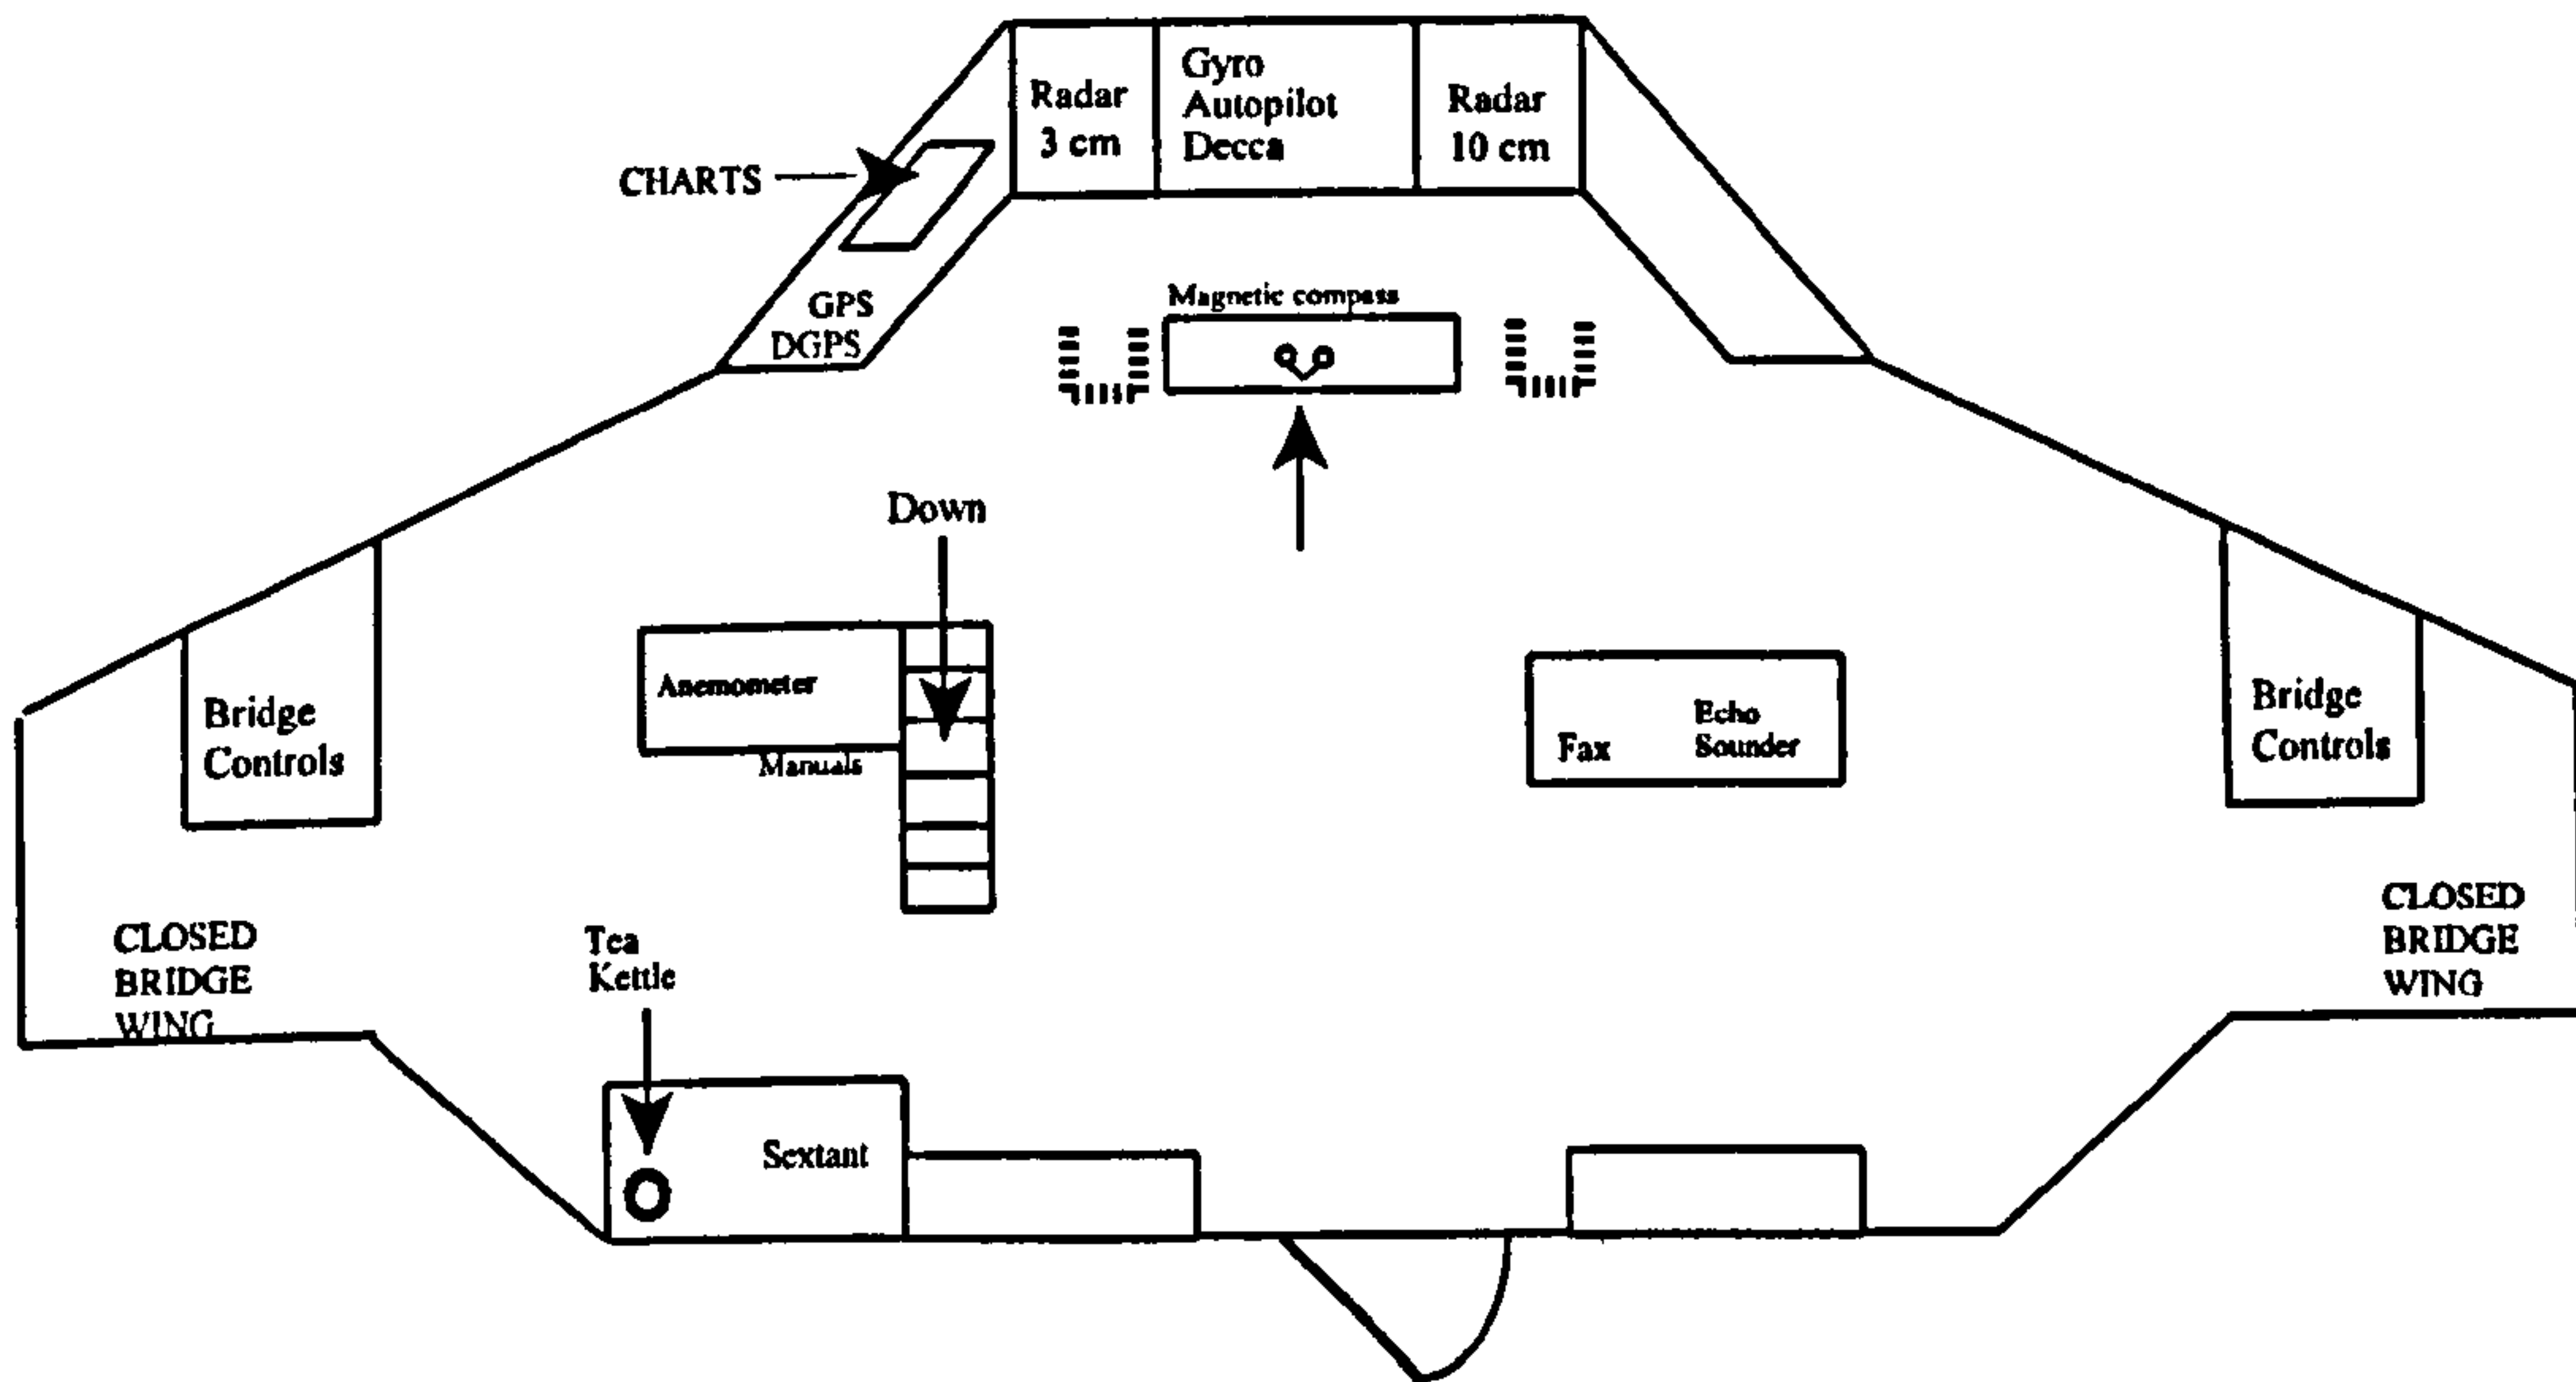 Radar
3 cm
Gyro
Autopilot
Decca
Radar
10 cm
CHARTS
GPS
DGPS
Magnetic compass
Down
Anemometer
Manuals
Fax
Echo
Sounder
Bridge
Controls
Bridge
Controls
CLOSED
BRIDGE
WING
CLOSED
BRIDGE
WING
Tea
Kettle
Sextant